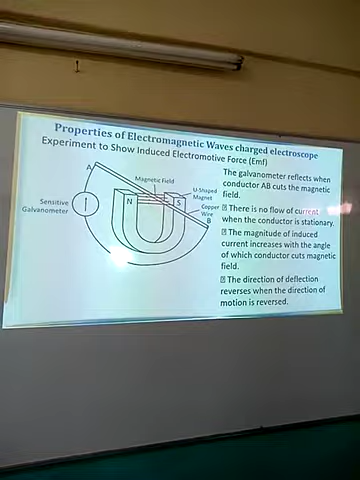 Properties of Electromagnetic Waves charged electroscope
Experiment to Show Induced Electromotive Force (Emf)
A
Magnetic Field
U-Shaped
Magnet
N
S
Copper
Wire
B
Sensitive
Galvanometer
The galvanometer reflects when
conductor AB cuts the magnetic
field.
There is no flow of current
when the conductor is stationary.
The magnitude of induced
current increases with the angle
of which conductor cuts magnetic
field.
The direction of deflection
reverses when the direction of
motion is reversed.